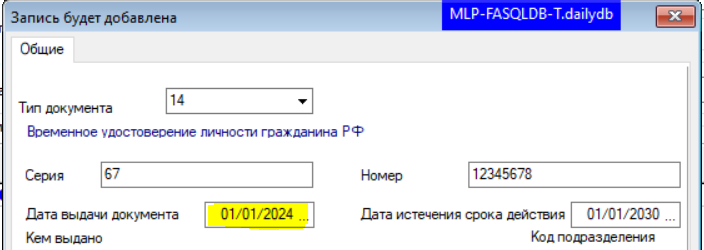 Запись будет добавлена MLP-FASQLDB-T.dailydb
Общие
Тип документа 14
Временное удостоверение личности гражданина РФ
Серия 67 Номер 12345678
Дата выдачи документа 01/01/2024 ... Дата истечения срока действия 01/01/2030 ...
Кем выдано Код подразделения